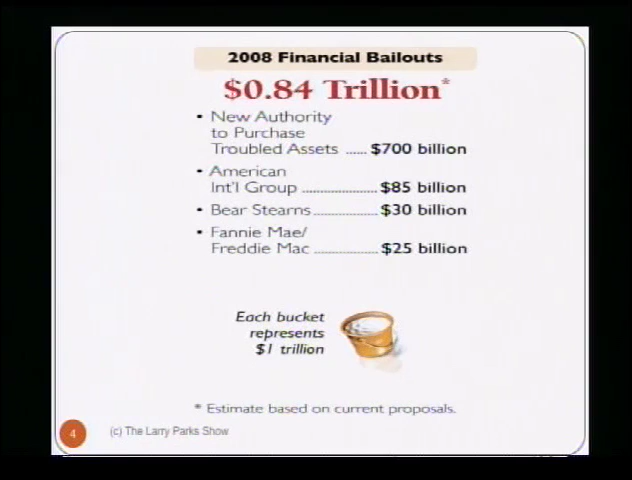 2008 Financial Bailouts
$0.84 Trillion*
• New Authority
to Purchase
Troubled Assets ..... $700 billion
• American
Int'l Group .................... $85 billion
• Bear Stearns ................. $30 billion
• Fannie Mae/
Freddie Mac ................. $25 billion
Each bucket
represents
$1 trillion
* Estimate based on current proposals.
4
(c) The Larry Parks Show